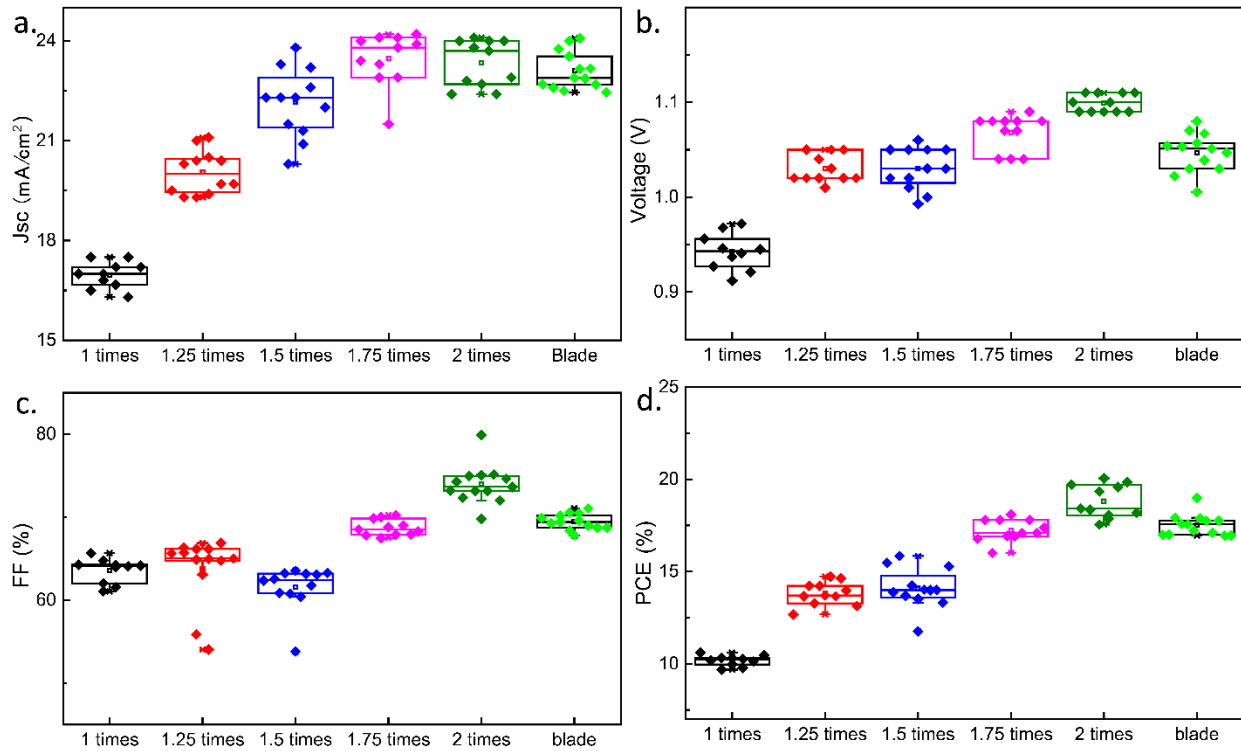 a.
Jsc (mA/cm²)
24
21
18
15
1 times 1.25 times 1.5 times 1.75 times 2 times Blade
b.
Voltage (V)
1.1
1.0
0.9
1 times 1.25 times 1.5 times 1.75 times 2 times blade
c.
FF (%)
80
60
1 times 1.25 times 1.5 times 1.75 times 2 times blade
d.
PCE (%)
25
20
15
10
1 times 1.25 times 1.5 times 1.75 times 2 times blade